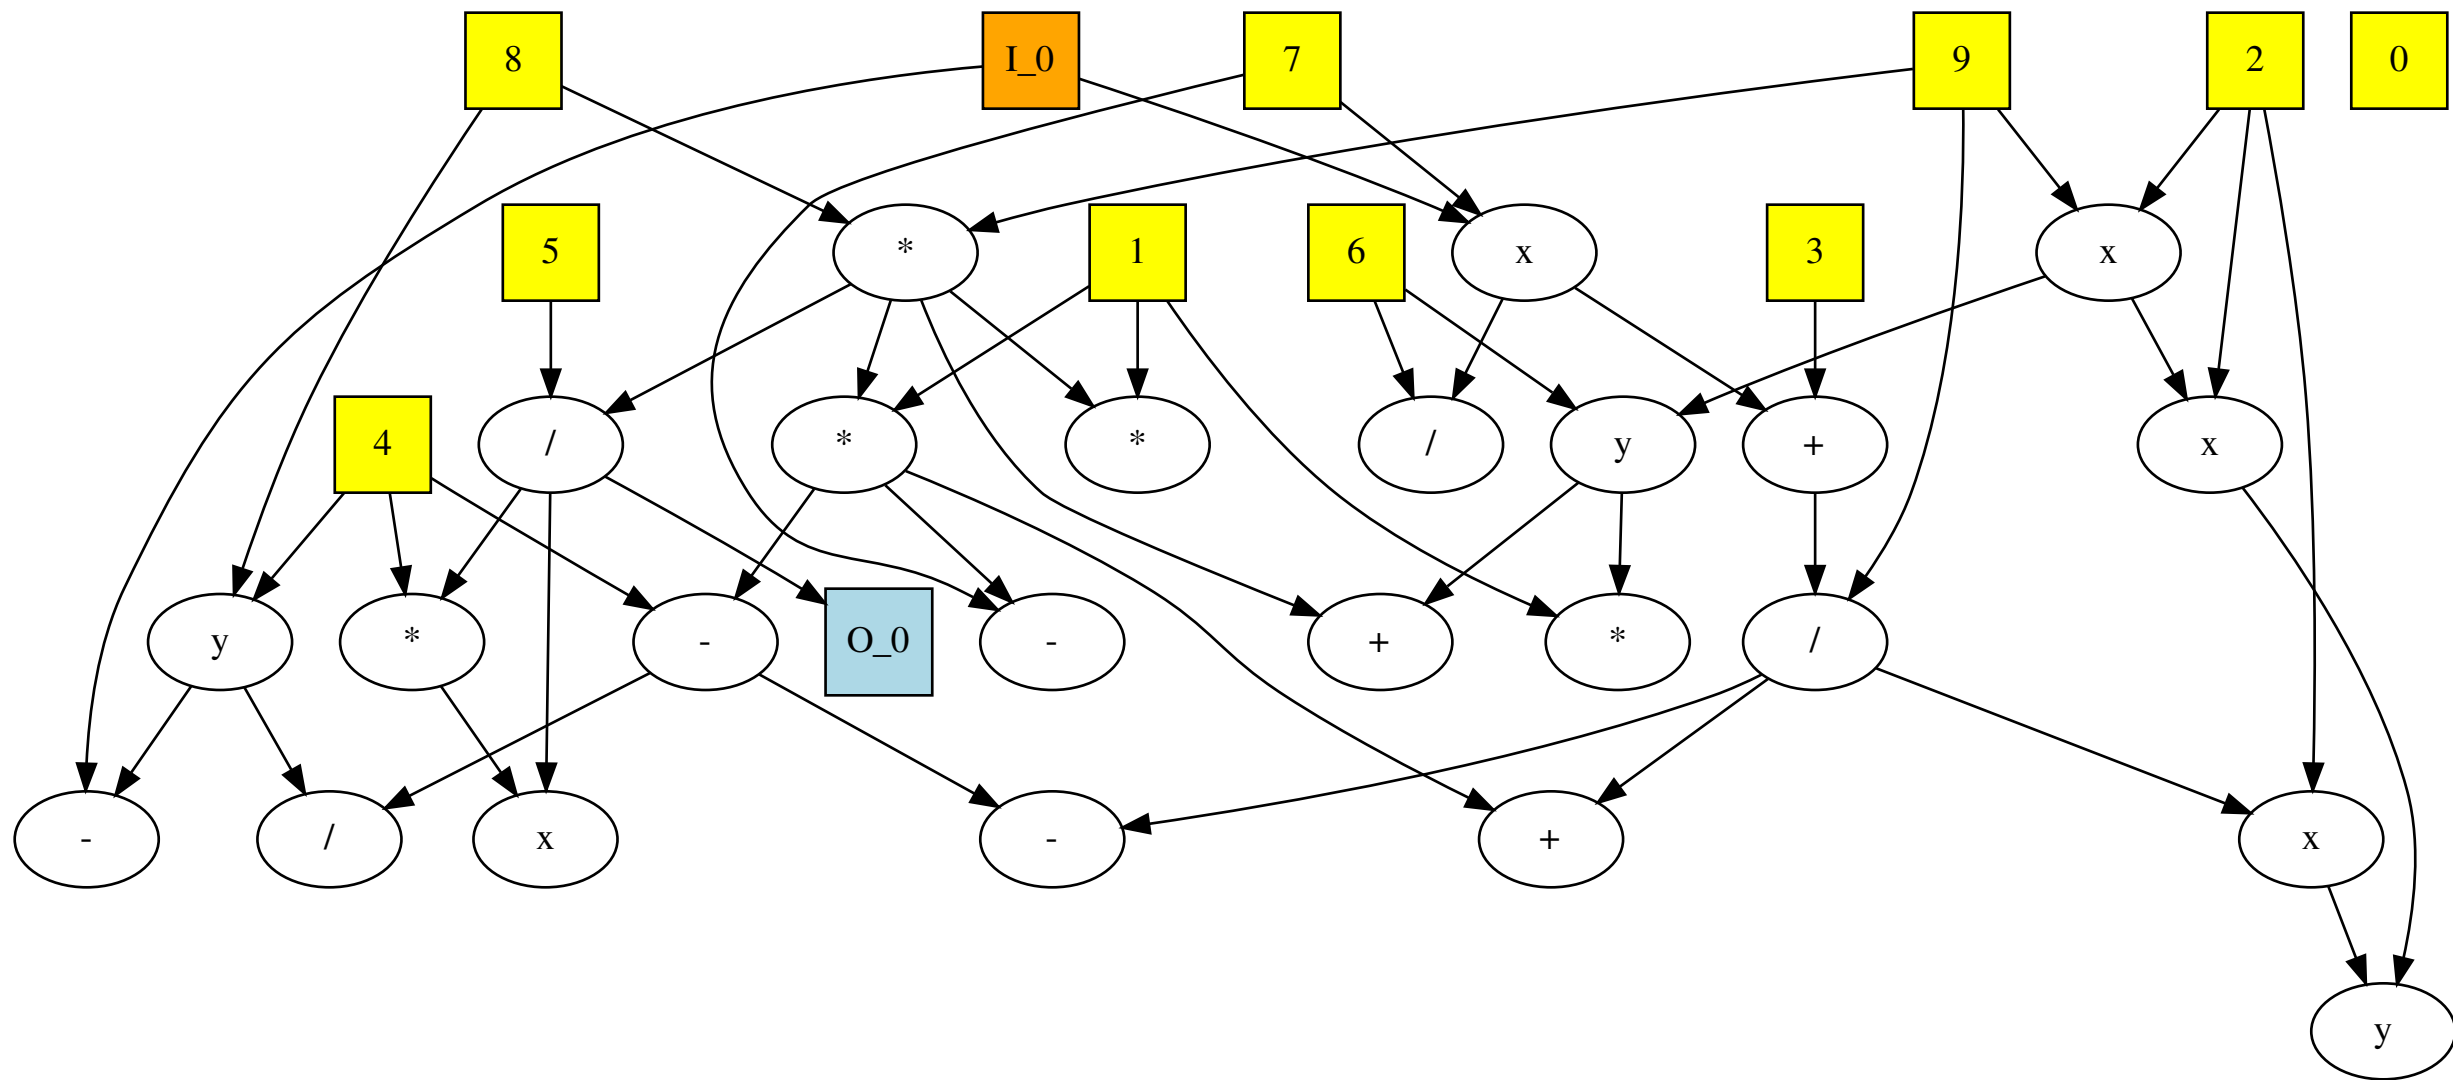 8 I_0 7 9 2 0
5 * 1 6 x 3 x
4 / * * / y + x
y * - O_0 - + * /
- / x - + x
y